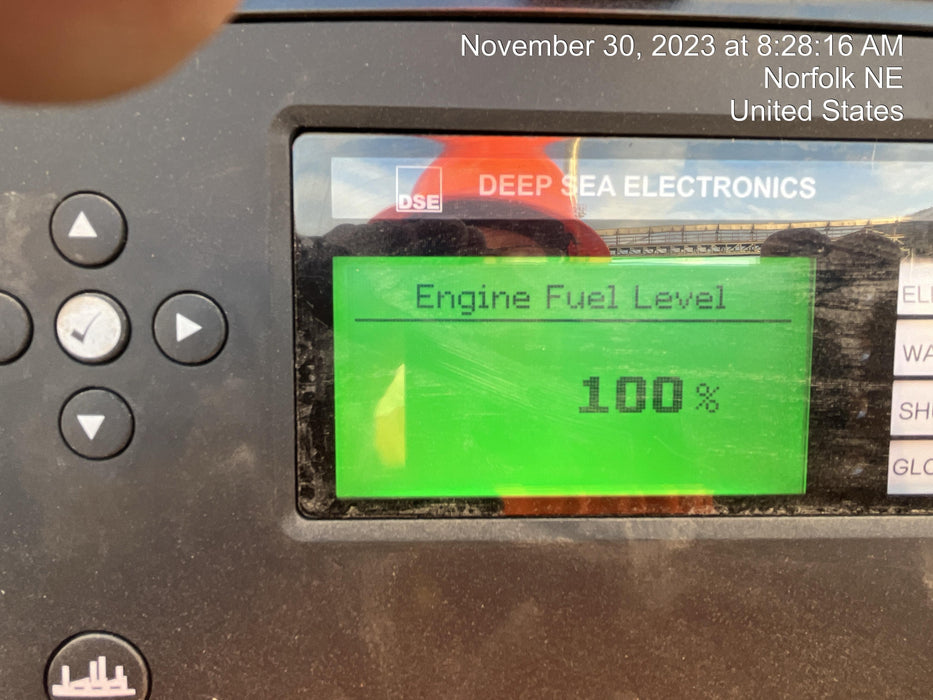 November 30, 2023 at 8:28:16 AM
Norfolk NE
United States
DSE
DEEP SEA ELECTRONICS
Engine Fuel Level
100 %